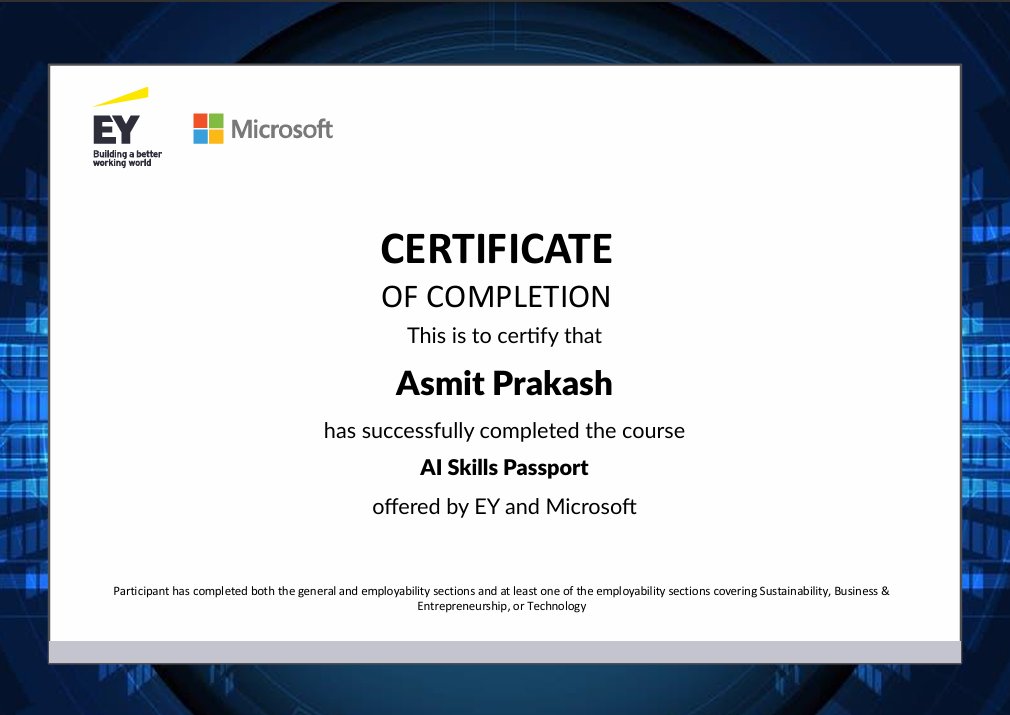 EY
Building a better
working world
Microsoft
CERTIFICATE
OF COMPLETION
This is to certify that
Asmit Prakash
has successfully completed the course
AI Skills Passport
offered by EY and Microsoft
Participant has completed both the general and employability sections and at least one of the employability sections covering Sustainability, Business &
Entrepreneurship, or Technology